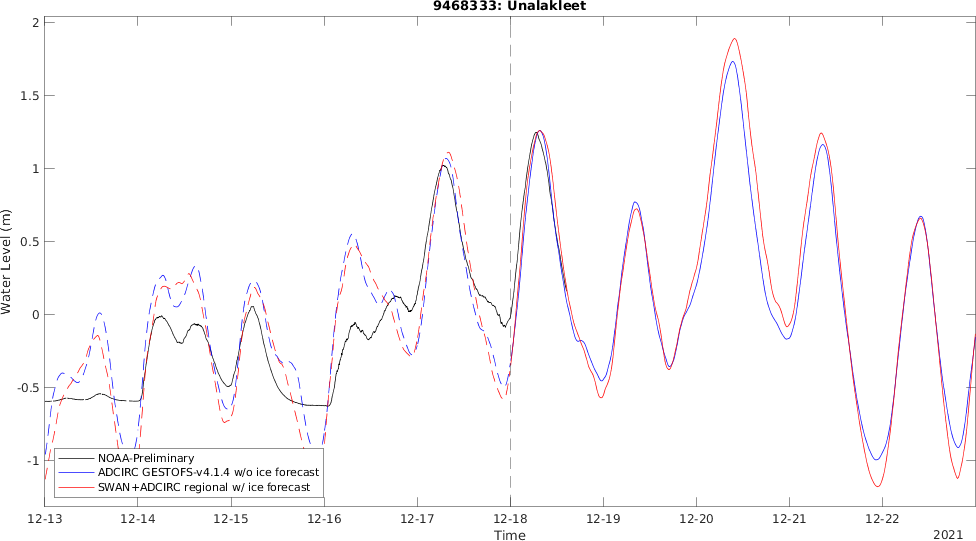 9468333: Unalakleet
2
1.5
1
0.5
0
-0.5
-1
Water Level (m)
NOAA-Preliminary
ADCIRC GESTOFS-v4.1.4 w/o ice forecast
SWAN+ADCIRC regional w/ ice forecast
12-13 12-14 12-15 12-16 12-17 12-18 12-19 12-20 12-21 12-22
Time
2021